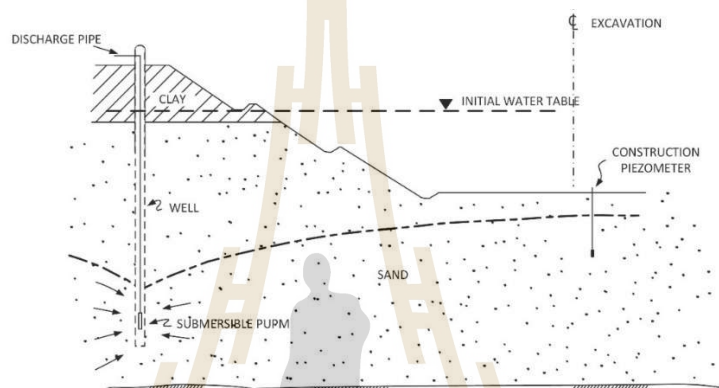 ℄ EXCAVATION
DISCHARGE PIPE
CLAY
INITIAL WATER TABLE
CONSTRUCTION
PIEZOMETER
WELL
SAND
SUBMERSIBLE PUPM